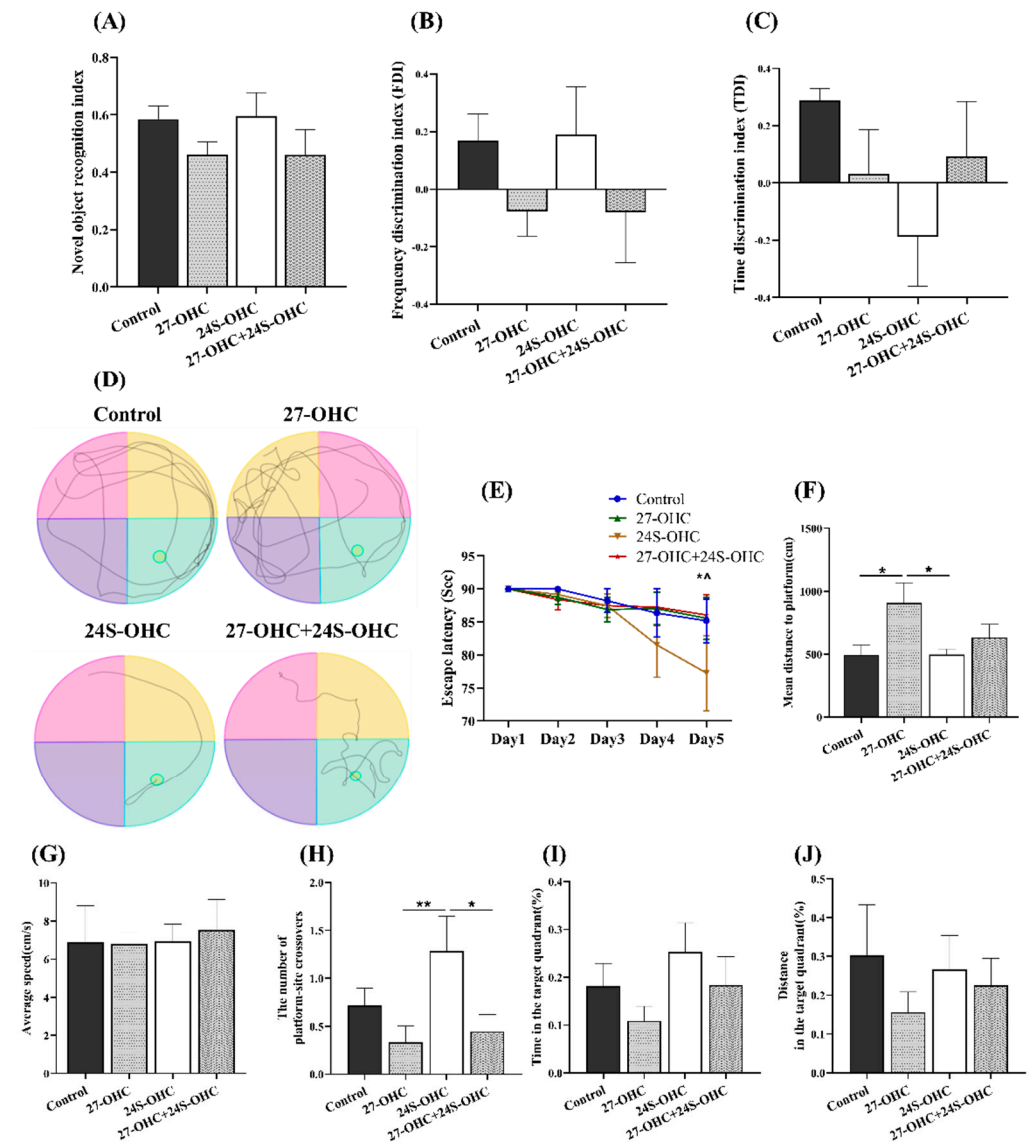 (A)
Novel object recognition index
0.8
0.6
0.4
0.2
0.0
Control
27-OHC
24S-OHC
27-OHC+24S-OHC
(B)
Frequency discrimination index (FDI)
0.4
0.2
0.0
-0.2
-0.4
Control
27-OHC
24S-OHC
27-OHC+24S-OHC
(C)
Time discrimination index (TDI)
0.4
0.2
0.0
-0.2
-0.4
Control
27-OHC
24S-OHC
27-OHC+24S-OHC
(D)
Control
27-OHC
24S-OHC
27-OHC+24S-OHC
(E)
Control
27-OHC
24S-OHC
27-OHC+24S-OHC
Escape latency (Sec)
95
90
85
80
75
70
*^
Day1
Day2
Day3
Day4
Day5
(F)
Mean distance to platform(cm)
1500
1000
500
0
*
*
Control
27-OHC
24S-OHC
27-OHC+24S-OHC
(G)
Average speed(cm/s)
10
8
6
4
2
0
Control
27-OHC
24S-OHC
27-OHC+24S-OHC
(H)
The number of
platform-site crossovers
2.0
1.5
1.0
0.5
0.0
**
*
Control
27-OHC
24S-OHC
27-OHC+24S-OHC
(I)
Time in the target quadrant(%)
0.4
0.3
0.2
0.1
0.0
Control
27-OHC
24S-OHC
27-OHC+24S-OHC
(J)
Distance
in the target quadrant(%)
0.5
0.4
0.3
0.2
0.1
0.0
Control
27-OHC
24S-OHC
27-OHC+24S-OHC